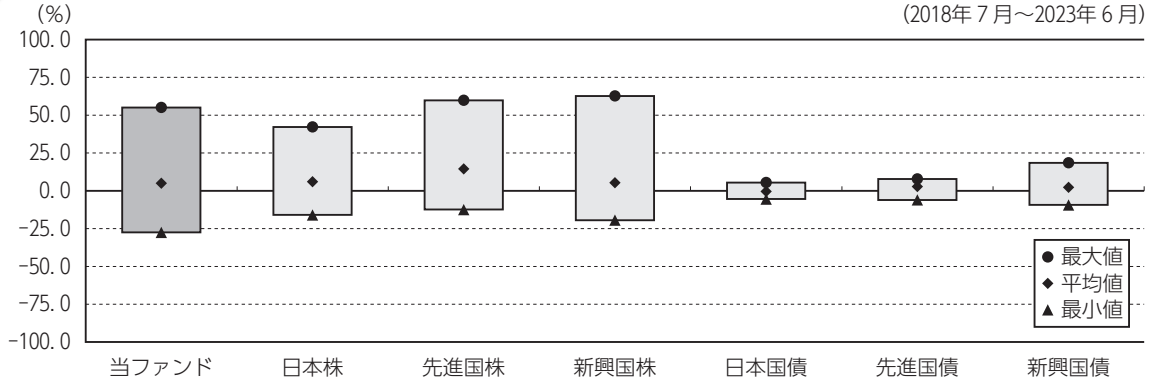 (%)
(2018年7月〜2023年6月)
100.0
75.0
50.0
25.0
0.0
-25.0
-50.0
-75.0
-100.0
● 最大値
◆ 平均値
▲ 最小値
当ファンド 日本株 先進国株 新興国株 日本国債 先進国債 新興国債